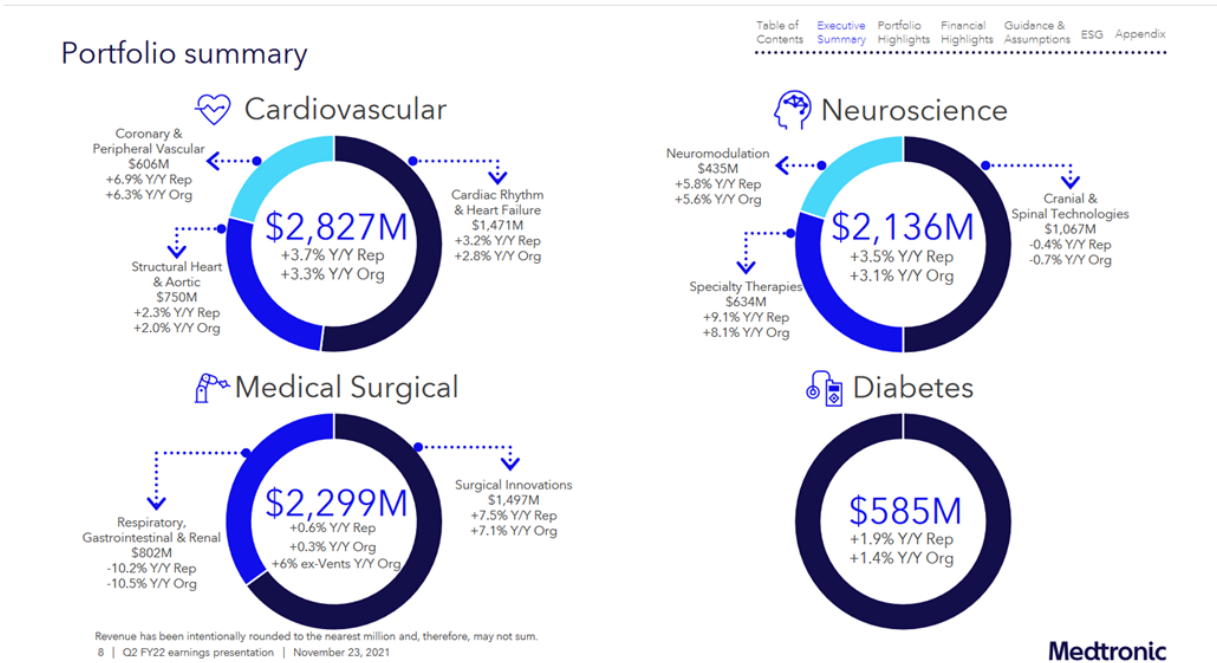 Portfolio summary
Table of Contents
Executive Summary
Portfolio Highlights
Financial Highlights
Guidance & Assumptions
ESG
Appendix
Cardiovascular
Coronary &
Peripheral Vascular
$606M
+6.9% Y/Y Rep
+6.3% Y/Y Org
Cardiac Rhythm
& Heart Failure
$1,471M
+3.2% Y/Y Rep
+2.8% Y/Y Org
$2,827M
+3.7% Y/Y Rep
+3.3% Y/Y Org
Structural Heart
& Aortic
$750M
+2.3% Y/Y Rep
+2.0% Y/Y Org
Neuroscience
Neuromodulation
$435M
+5.8% Y/Y Rep
+5.6% Y/Y Org
Cranial &
Spinal Technologies
$1,067M
-0.4% Y/Y Rep
-0.7% Y/Y Org
$2,136M
+3.5% Y/Y Rep
+3.1% Y/Y Org
Specialty Therapies
$634M
+9.1% Y/Y Rep
+8.1% Y/Y Org
Medical Surgical
Surgical Innovations
$1,497M
+7.5% Y/Y Rep
+7.1% Y/Y Org
$2,299M
+0.6% Y/Y Rep
+0.3% Y/Y Org
+6% ex-Vents Y/Y Org
Respiratory,
Gastrointestinal & Renal
$802M
-10.2% Y/Y Rep
-10.5% Y/Y Org
Diabetes
$585M
+1.9% Y/Y Rep
+1.4% Y/Y Org
Revenue has been intentionally rounded to the nearest million and, therefore, may not sum.
8 | Q2 FY22 earnings presentation | November 23, 2021
Medtronic